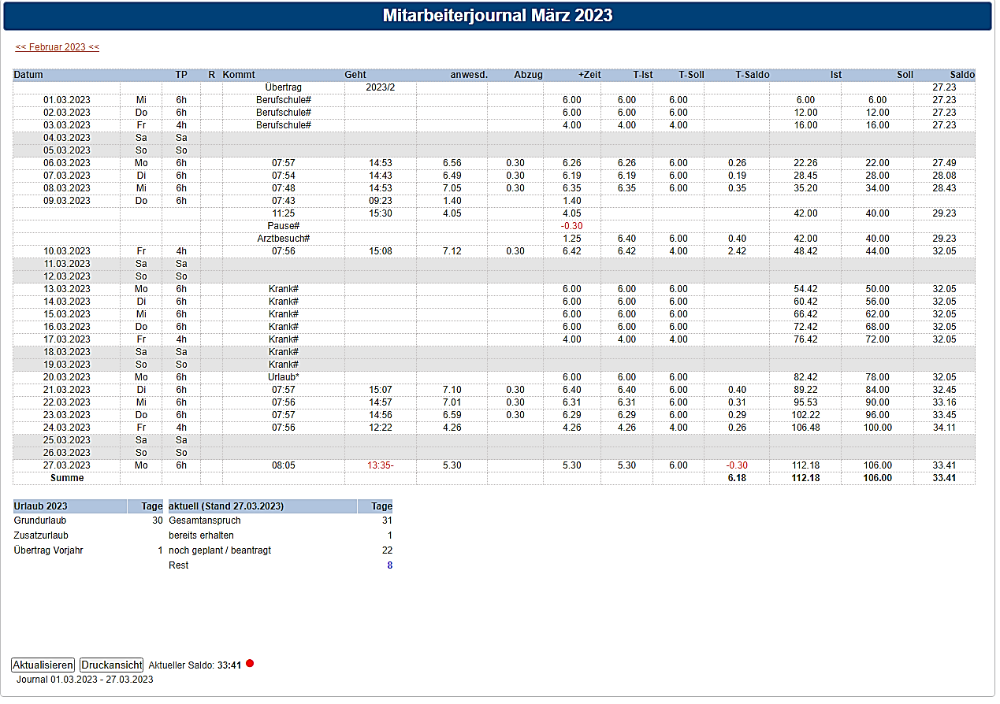 Mitarbeiterjournal März 2023
<< Februar 2023 <<
Datum TP R Kommt Geht anwesd. Abzug +Zeit T-Ist T-Soll T-Saldo Ist Soll Saldo
Übertrag 2023/2 27.23
01.03.2023 Mi 6h Berufschule# 6.00 6.00 6.00 6.00 6.00 27.23
02.03.2023 Do 6h Berufschule# 6.00 6.00 6.00 12.00 12.00 27.23
03.03.2023 Fr 4h Berufschule# 4.00 4.00 4.00 16.00 16.00 27.23
04.03.2023 Sa Sa
05.03.2023 So So
06.03.2023 Mo 6h 07:57 14:53 6.56 0.30 6.26 6.26 6.00 0.26 22.26 22.00 27.49
07.03.2023 Di 6h 07:54 14:43 6.49 0.30 6.19 6.19 6.00 0.19 28.45 28.00 28.08
08.03.2023 Mi 6h 07:48 14:53 7.05 0.30 6.35 6.35 6.00 0.35 35.20 34.00 28.43
09.03.2023 Do 6h 07:43 09:23 1.40 1.40
11:25 15:30 4.05 4.05 42.00 40.00 29.23
Pause# -0.30
Arztbesuch# 1.25 6.40 6.00 0.40 42.00 40.00 29.23
10.03.2023 Fr 4h 07:56 15:08 7.12 0.30 6.42 6.42 4.00 2.42 48.42 44.00 32.05
11.03.2023 Sa Sa
12.03.2023 So So
13.03.2023 Mo 6h Krank# 6.00 6.00 6.00 54.42 50.00 32.05
14.03.2023 Di 6h Krank# 6.00 6.00 6.00 60.42 56.00 32.05
15.03.2023 Mi 6h Krank# 6.00 6.00 6.00 66.42 62.00 32.05
16.03.2023 Do 6h Krank# 6.00 6.00 6.00 72.42 68.00 32.05
17.03.2023 Fr 4h Krank# 4.00 4.00 4.00 76.42 72.00 32.05
18.03.2023 Sa Sa Krank#
19.03.2023 So So Krank#
20.03.2023 Mo 6h Urlaub* 6.00 6.00 6.00 82.42 78.00 32.05
21.03.2023 Di 6h 07:57 15:07 7.10 0.30 6.40 6.40 6.00 0.40 89.22 84.00 32.45
22.03.2023 Mi 6h 07:56 14:57 7.01 0.30 6.31 6.31 6.00 0.31 95.53 90.00 33.16
23.03.2023 Do 6h 07:57 14:56 6.59 0.30 6.29 6.29 6.00 0.29 102.22 96.00 33.45
24.03.2023 Fr 4h 07:56 12:22 4.26 4.26 4.26 4.00 0.26 106.48 100.00 34.11
25.03.2023 Sa Sa
26.03.2023 So So
27.03.2023 Mo 6h 08:05 13:35- 5.30 5.30 5.30 6.00 -0.30 112.18 106.00 33.41
Summe 6.18 112.18 106.00 33.41
Urlaub 2023 Tage aktuell (Stand 27.03.2023) Tage
Grundurlaub 30 Gesamtanspruch 31
Zusatzurlaub bereits erhalten 1
Übertrag Vorjahr 1 noch geplant / beantragt 22
Rest 8
Aktualisieren Druckansicht Aktueller Saldo: 33:41
Journal 01.03.2023 - 27.03.2023